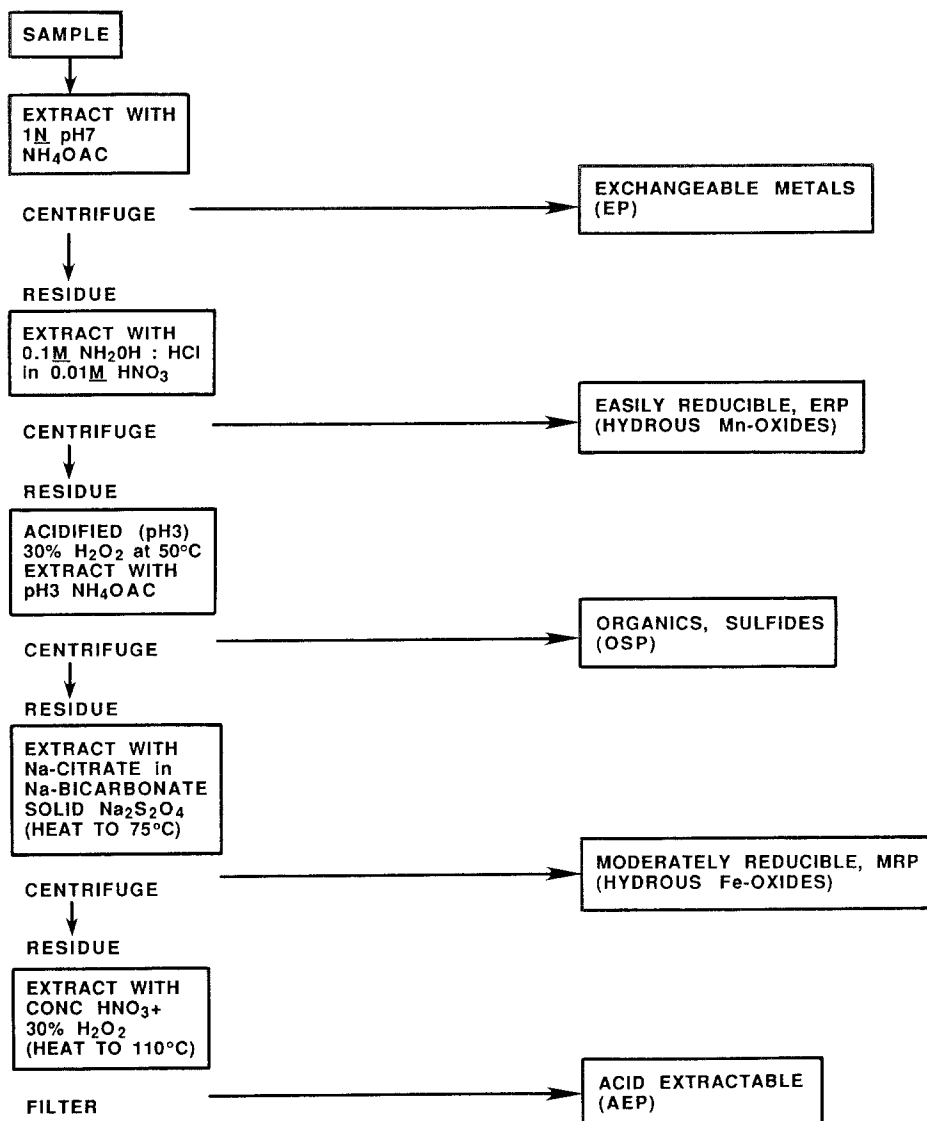 SAMPLE
EXTRACT WITH
1N pH7
NH₄OAC
EXCHANGEABLE METALS
(EP)
CENTRIFUGE
RESIDUE
EXTRACT WITH
0.1M NH₂0H : HCl
in 0.01M HNO₃
EASILY REDUCIBLE, ERP
(HYDROUS Mn-OXIDES)
CENTRIFUGE
RESIDUE
ACIDIFIED (pH3)
30% H₂O₂ at 50°C
EXTRACT WITH
pH3 NH₄OAC
ORGANICS, SULFIDES
(OSP)
CENTRIFUGE
RESIDUE
EXTRACT WITH
Na-CITRATE in
Na-BICARBONATE
SOLID Na₂S₂O₄
(HEAT TO 75°C)
MODERATELY REDUCIBLE, MRP
(HYDROUS Fe-OXIDES)
CENTRIFUGE
RESIDUE
EXTRACT WITH
CONC HNO₃+
30% H₂O₂
(HEAT TO 110°C)
ACID EXTRACTABLE
(AEP)
FILTER